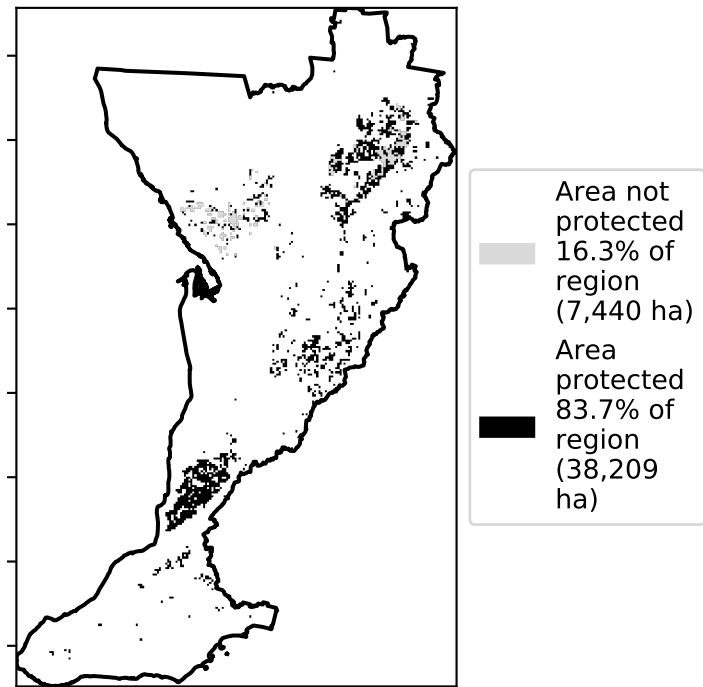 Area not
protected
16.3% of
region
(7,440 ha)
Area
protected
83.7% of
region
(38,209
ha)